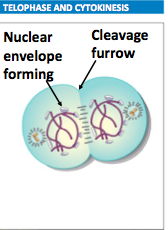 TELOPHASE AND CYTOKINESIS
Nuclear
envelope
forming
Cleavage
furrow